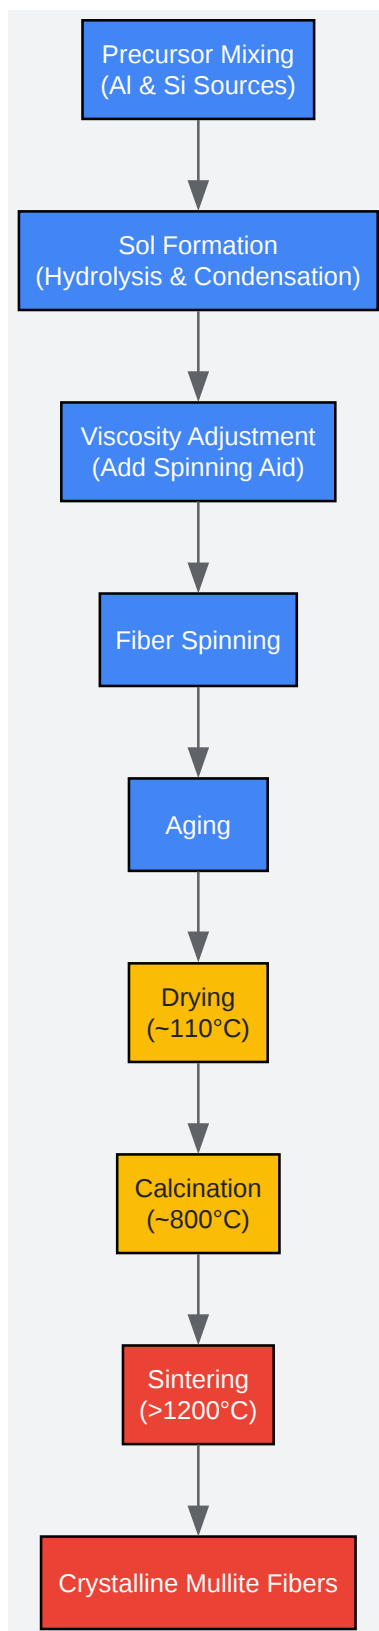 Precursor Mixing
(Al & Si Sources)
Sol Formation
(Hydrolysis & Condensation)
Viscosity Adjustment
(Add Spinning Aid)
Fiber Spinning
Aging
Drying
(~110°C)
Calcination
(~800°C)
Sintering
(>1200°C)
Crystalline Mullite Fibers